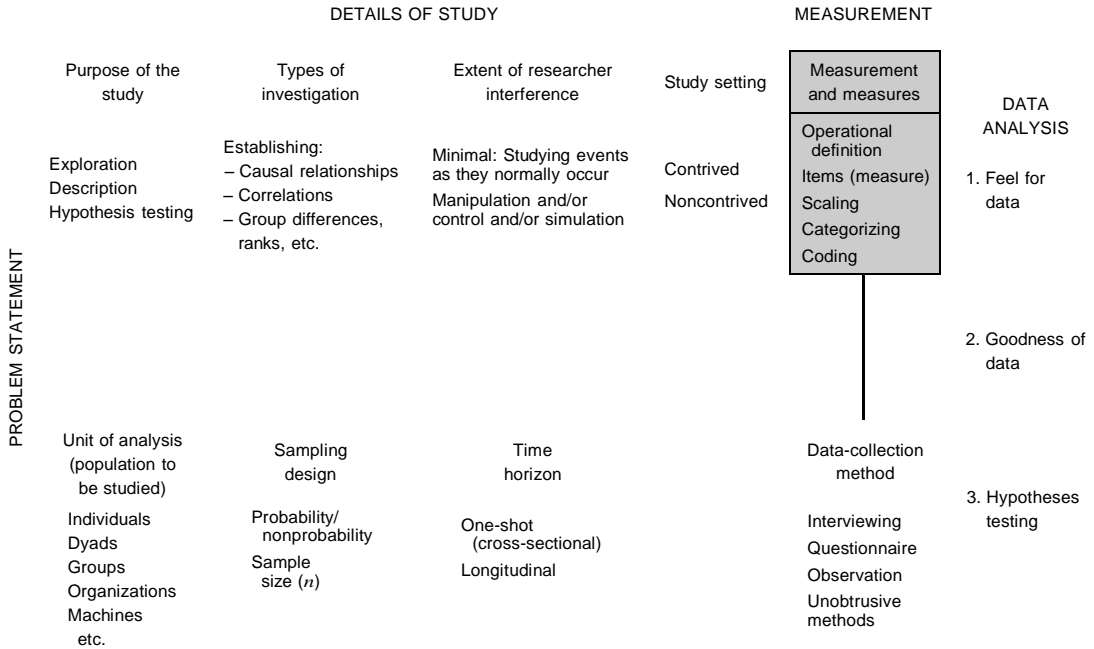 DETAILS OF STUDY
MEASUREMENT
PROBLEM STATEMENT
Purpose of the
study
Exploration
Description
Hypothesis testing
Types of
investigation
Establishing:
– Causal relationships
– Correlations
– Group differences,
ranks, etc.
Extent of researcher
interference
Minimal: Studying events
as they normally occur
Manipulation and/or
control and/or simulation
Study setting
Contrived
Noncontrived
Measurement
and measures
Operational
definition
Items (measure)
Scaling
Categorizing
Coding
DATA
ANALYSIS
1. Feel for
data
2. Goodness of
data
3. Hypotheses
testing
Unit of analysis
(population to
be studied)
Individuals
Dyads
Groups
Organizations
Machines
etc.
Sampling
design
Probability/
nonprobability
Sample
size (n)
Time
horizon
One-shot
(cross-sectional)
Longitudinal
Data-collection
method
Interviewing
Questionnaire
Observation
Unobtrusive
methods